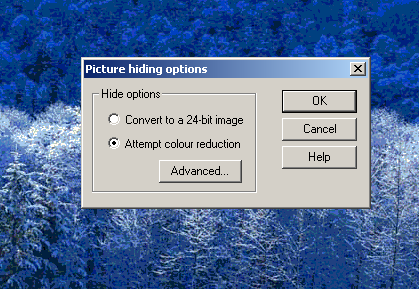 Picture hiding options
Hide options
Convert to a 24-bit image
Attempt colour reduction
Advanced...
OK
Cancel
Help